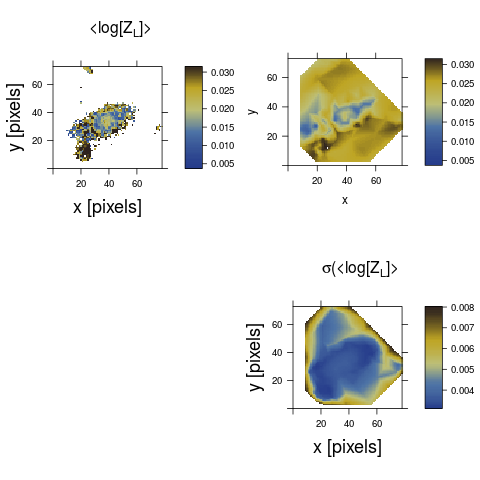 <log[Z_L]>
60
40
20
20 40 60
y [pixels]
x [pixels]
0.030
0.025
0.020
0.015
0.010
0.005
60
40
20
20 40 60
y
x
0.030
0.025
0.020
0.015
0.010
0.005
σ(<log[Z_L]>
60
40
20
20 40 60
y [pixels]
x [pixels]
0.008
0.007
0.006
0.005
0.004